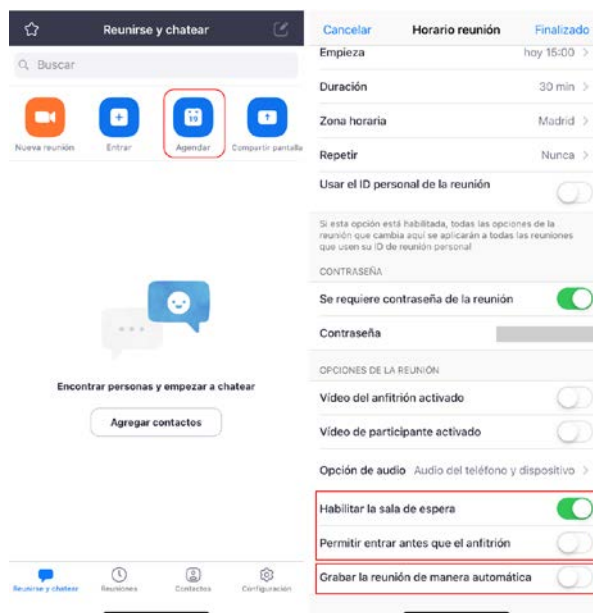 Reunirse y chatear
Buscar
19
Nueva reunión
Entrar
Agendar
Compartir pantalla
Encontrar personas y empezar a chatear
Agregar contactos
Reunirse y chatear
Reuniones
Contactos
Configuración
Cancelar
Horario reunión
Finalizado
Empieza hoy 15:00
Duración 30 min
Zona horaria Madrid
Repetir Nunca
Usar el ID personal de la reunión
Si esta opción está habilitada, todas las opciones de la
reunión que cambia aquí se aplicarán a todas las reuniones
que usen su ID de reunión personal
CONTRASEÑA
Se requiere contraseña de la reunión
Contraseña
OPCIONES DE LA REUNIÓN
Vídeo del anfitrión activado
Vídeo de participante activado
Opción de audio Audio del teléfono y dispositivo
Habilitar la sala de espera
Permitir entrar antes que el anfitrión
Grabar la reunión de manera automática